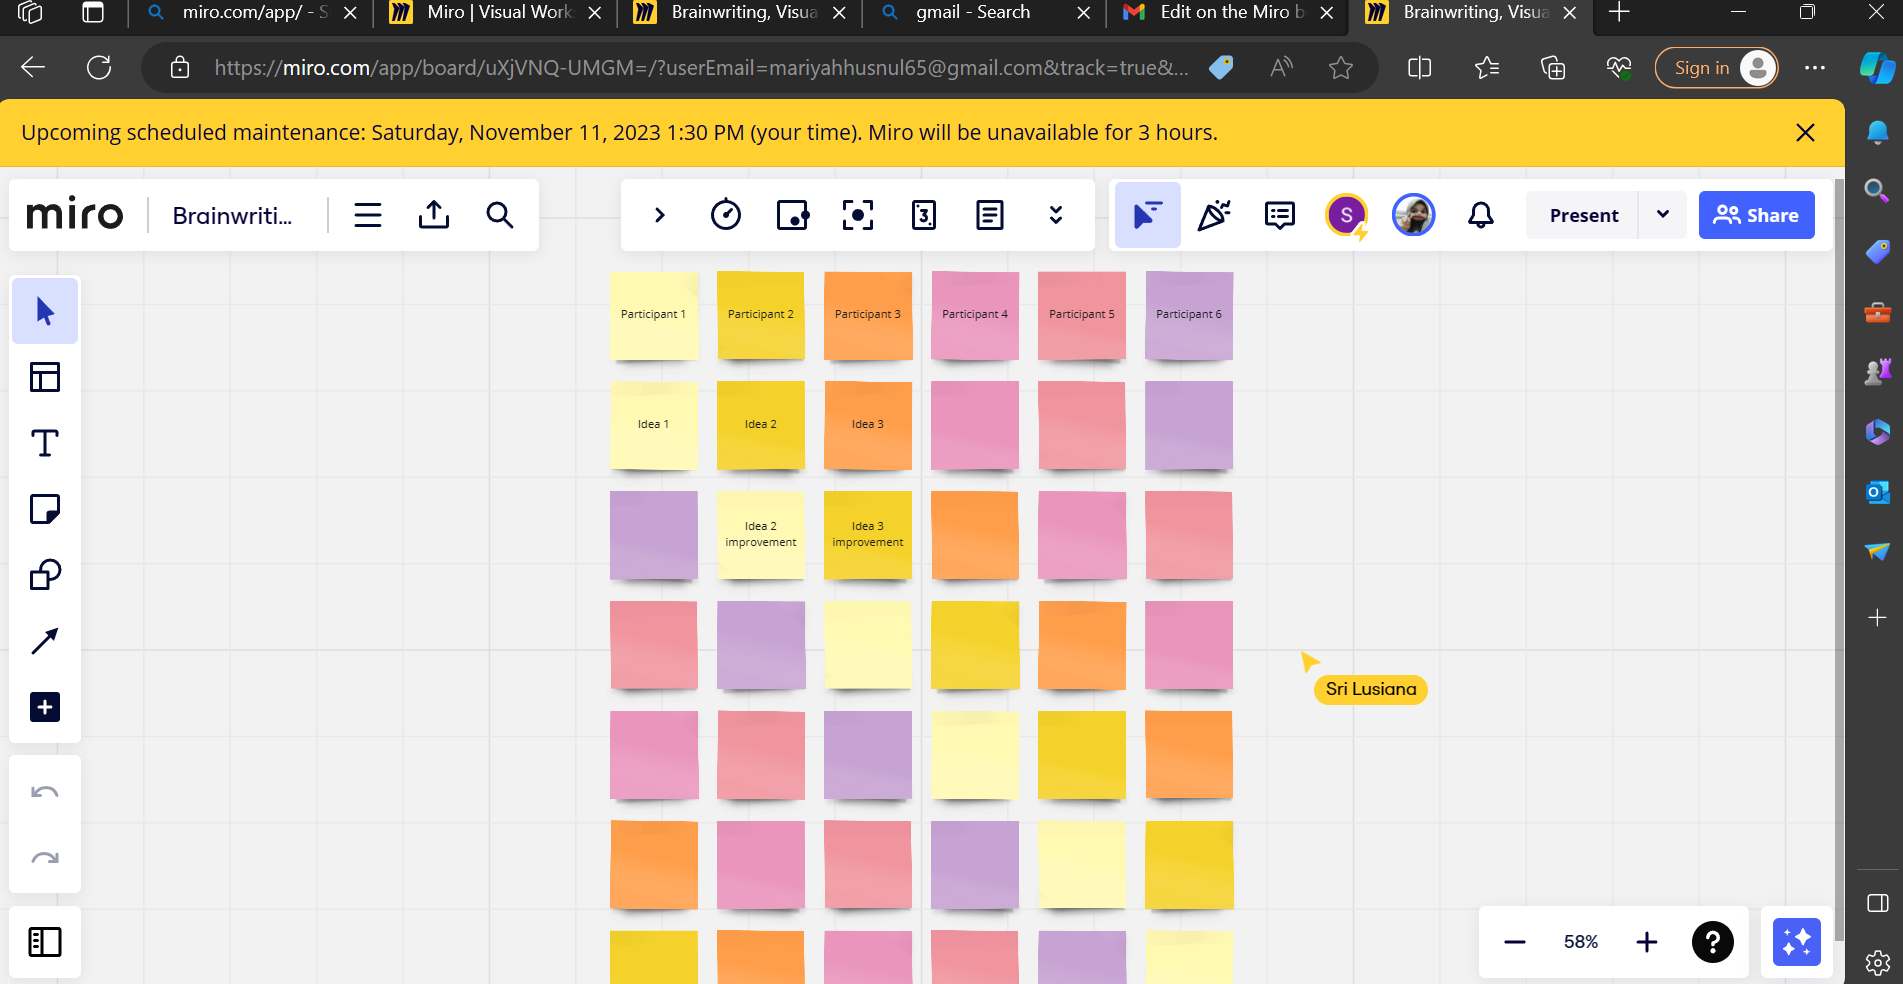 miro.com/app/ - S
Miro | Visual Work
Brainwriting, Visua
gmail - Search
Edit on the Miro b
Brainwriting, Visua
https://miro.com/app/board/uXjVNQ-UMGM=/?userEmail=mariyahhusnul65@gmail.com&track=true&...
Sign in
Upcoming scheduled maintenance: Saturday, November 11, 2023 1:30 PM (your time). Miro will be unavailable for 3 hours.
miro
Brainwriti...
3
S
Present
Share
Participant 1
Participant 2
Participant 3
Participant 4
Participant 5
Participant 6
Idea 1
Idea 2
Idea 3
Idea 2
improvement
Idea 3
improvement
Sri Lusiana
58%